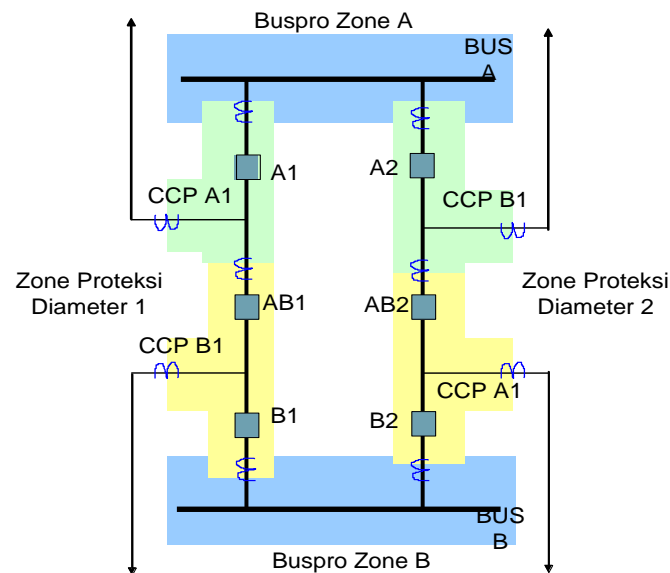 Buspro Zone A
BUS
A
A1
A2
CCP A1
CCP B1
Zone Proteksi
Diameter 1
Zone Proteksi
Diameter 2
AB1
AB2
CCP B1
CCP A1
B1
B2
BUS
B
Buspro Zone B